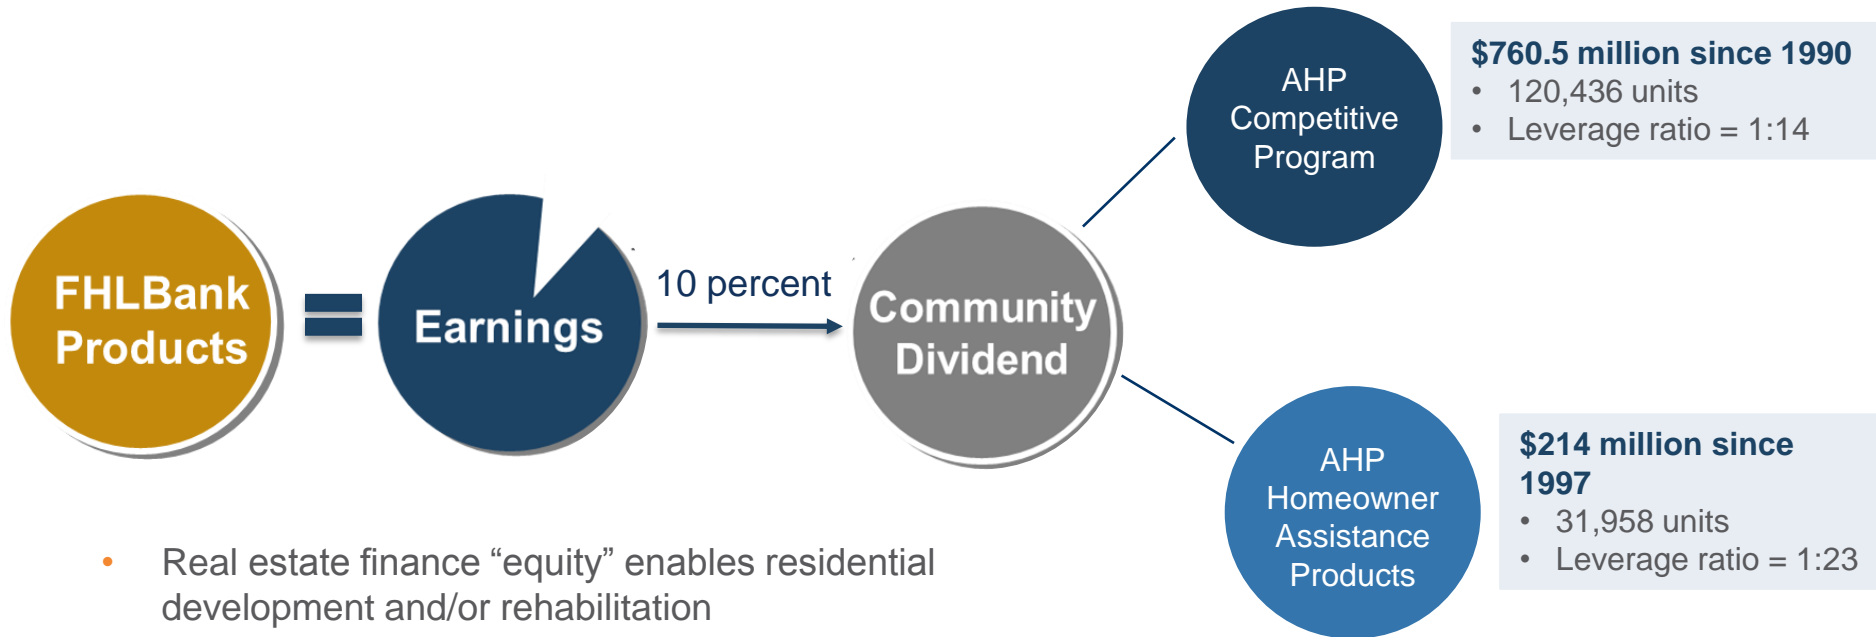 FHLBank
Products
=
Earnings
10 percent
Community
Dividend
AHP
Competitive
Program
$760.5 million since 1990
• 120,436 units
• Leverage ratio = 1:14
AHP
Homeowner
Assistance
Products
$214 million since
1997
• 31,958 units
• Leverage ratio = 1:23
• Real estate finance “equity” enables residential
development and/or rehabilitation